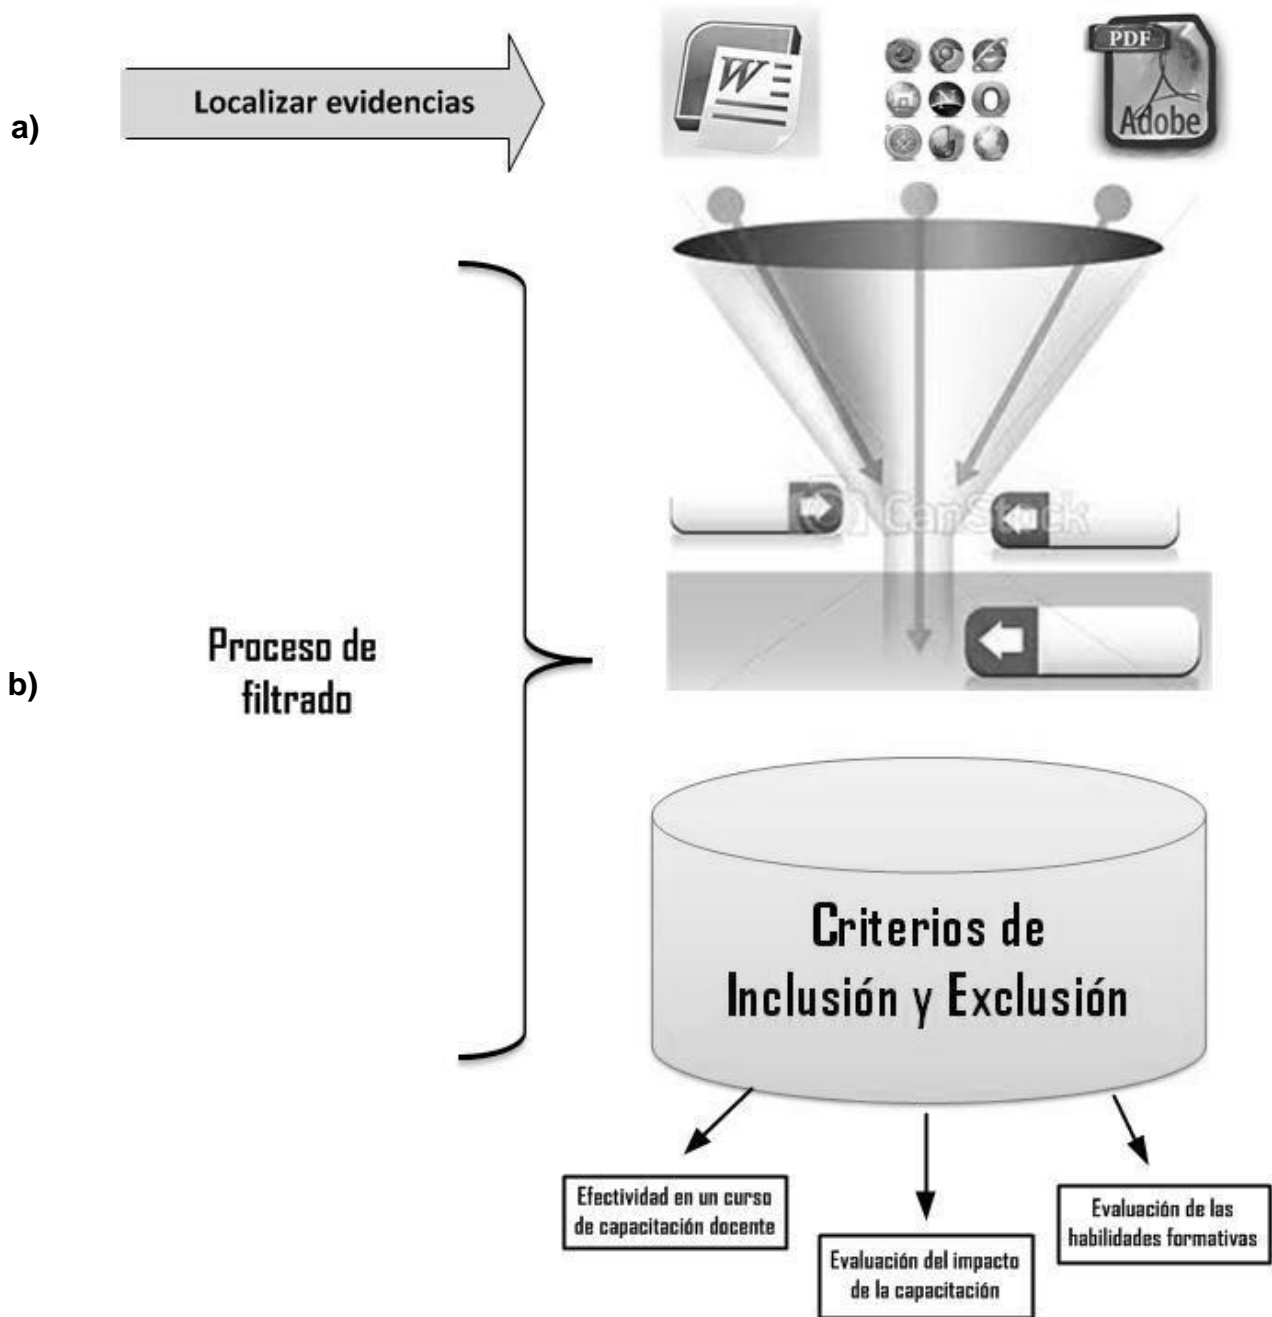 a)
Localizar evidencias
W
PDF
Adobe
CanStock
b)
Proceso de
filtrado
Criterios de
Inclusión y Exclusión
Efectividad en un curso
de capacitación docente
Evaluación del impacto
de la capacitación
Evaluación de las
habilidades formativas